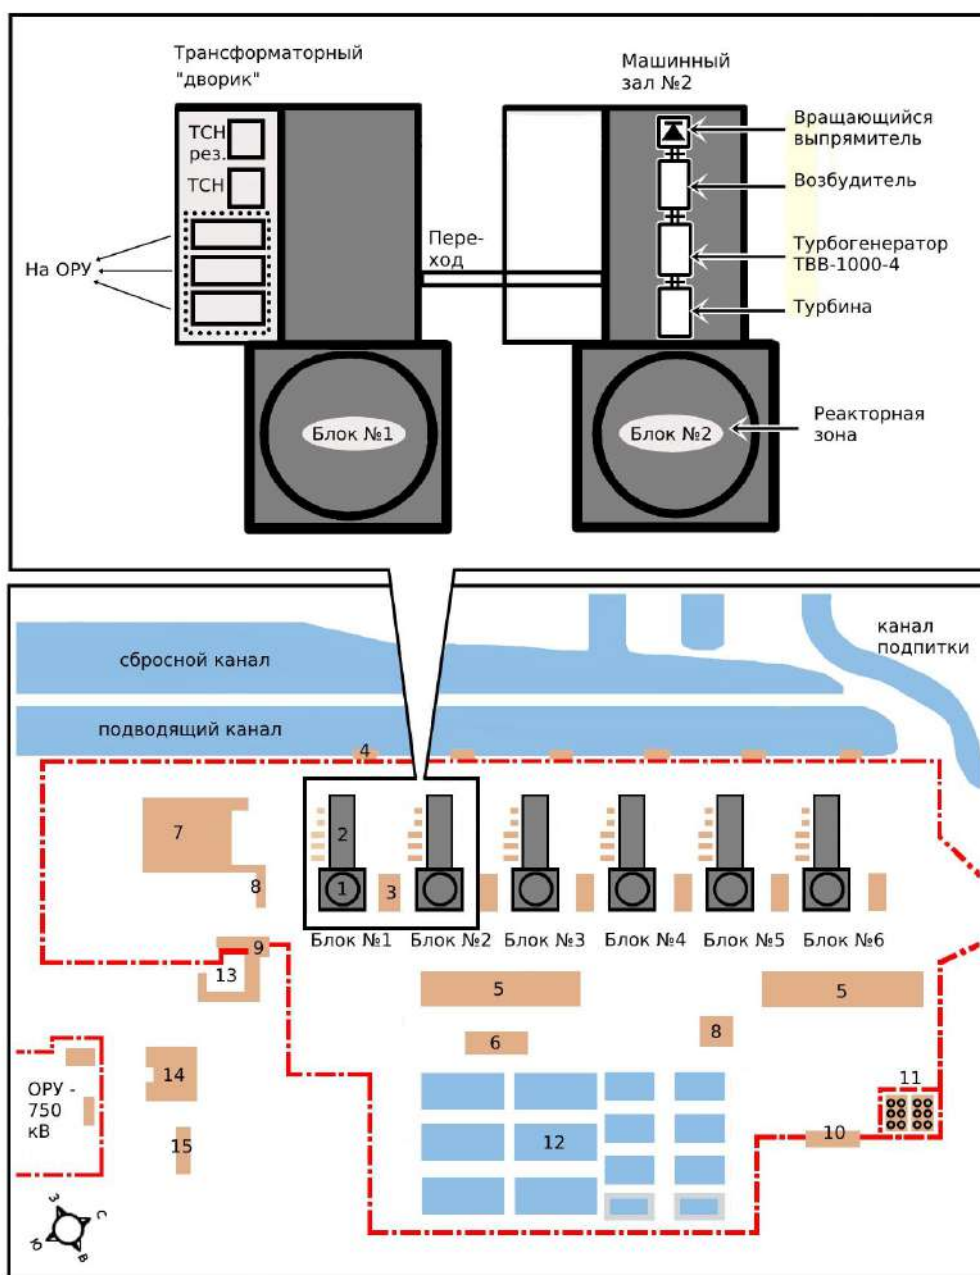 Трансформаторный
"дворик"
Машинный
зал №2
ТСН
рез.
ТСН
На ОРУ
Пере-
ход
Вращающийся
выпрямитель
Возбудитель
Турбогенератор
ТВВ-1000-4
Турбина
Реакторная
зона
Блок №1
Блок №2
сбросной канал
канал
подпитки
подводящий канал
4
7
2
8
1
3
9
Блок №1
Блок №2
Блок №3
Блок №4
Блок №5
Блок №6
13
5
5
6
8
14
11
ОРУ -
750
кВ
15
12
10
З
С
Ю
В